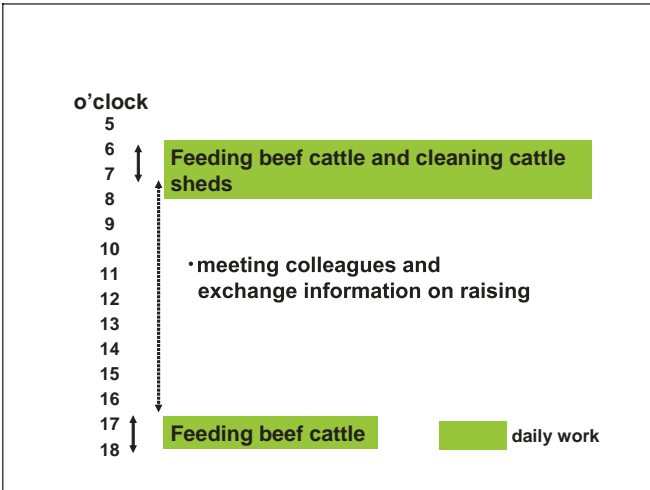 o’clock
5
6
7
8
9
10
11
12
13
14
15
16
17
18
Feeding beef cattle and cleaning cattle
sheds
・meeting colleagues and
exchange information on raising
Feeding beef cattle
daily work